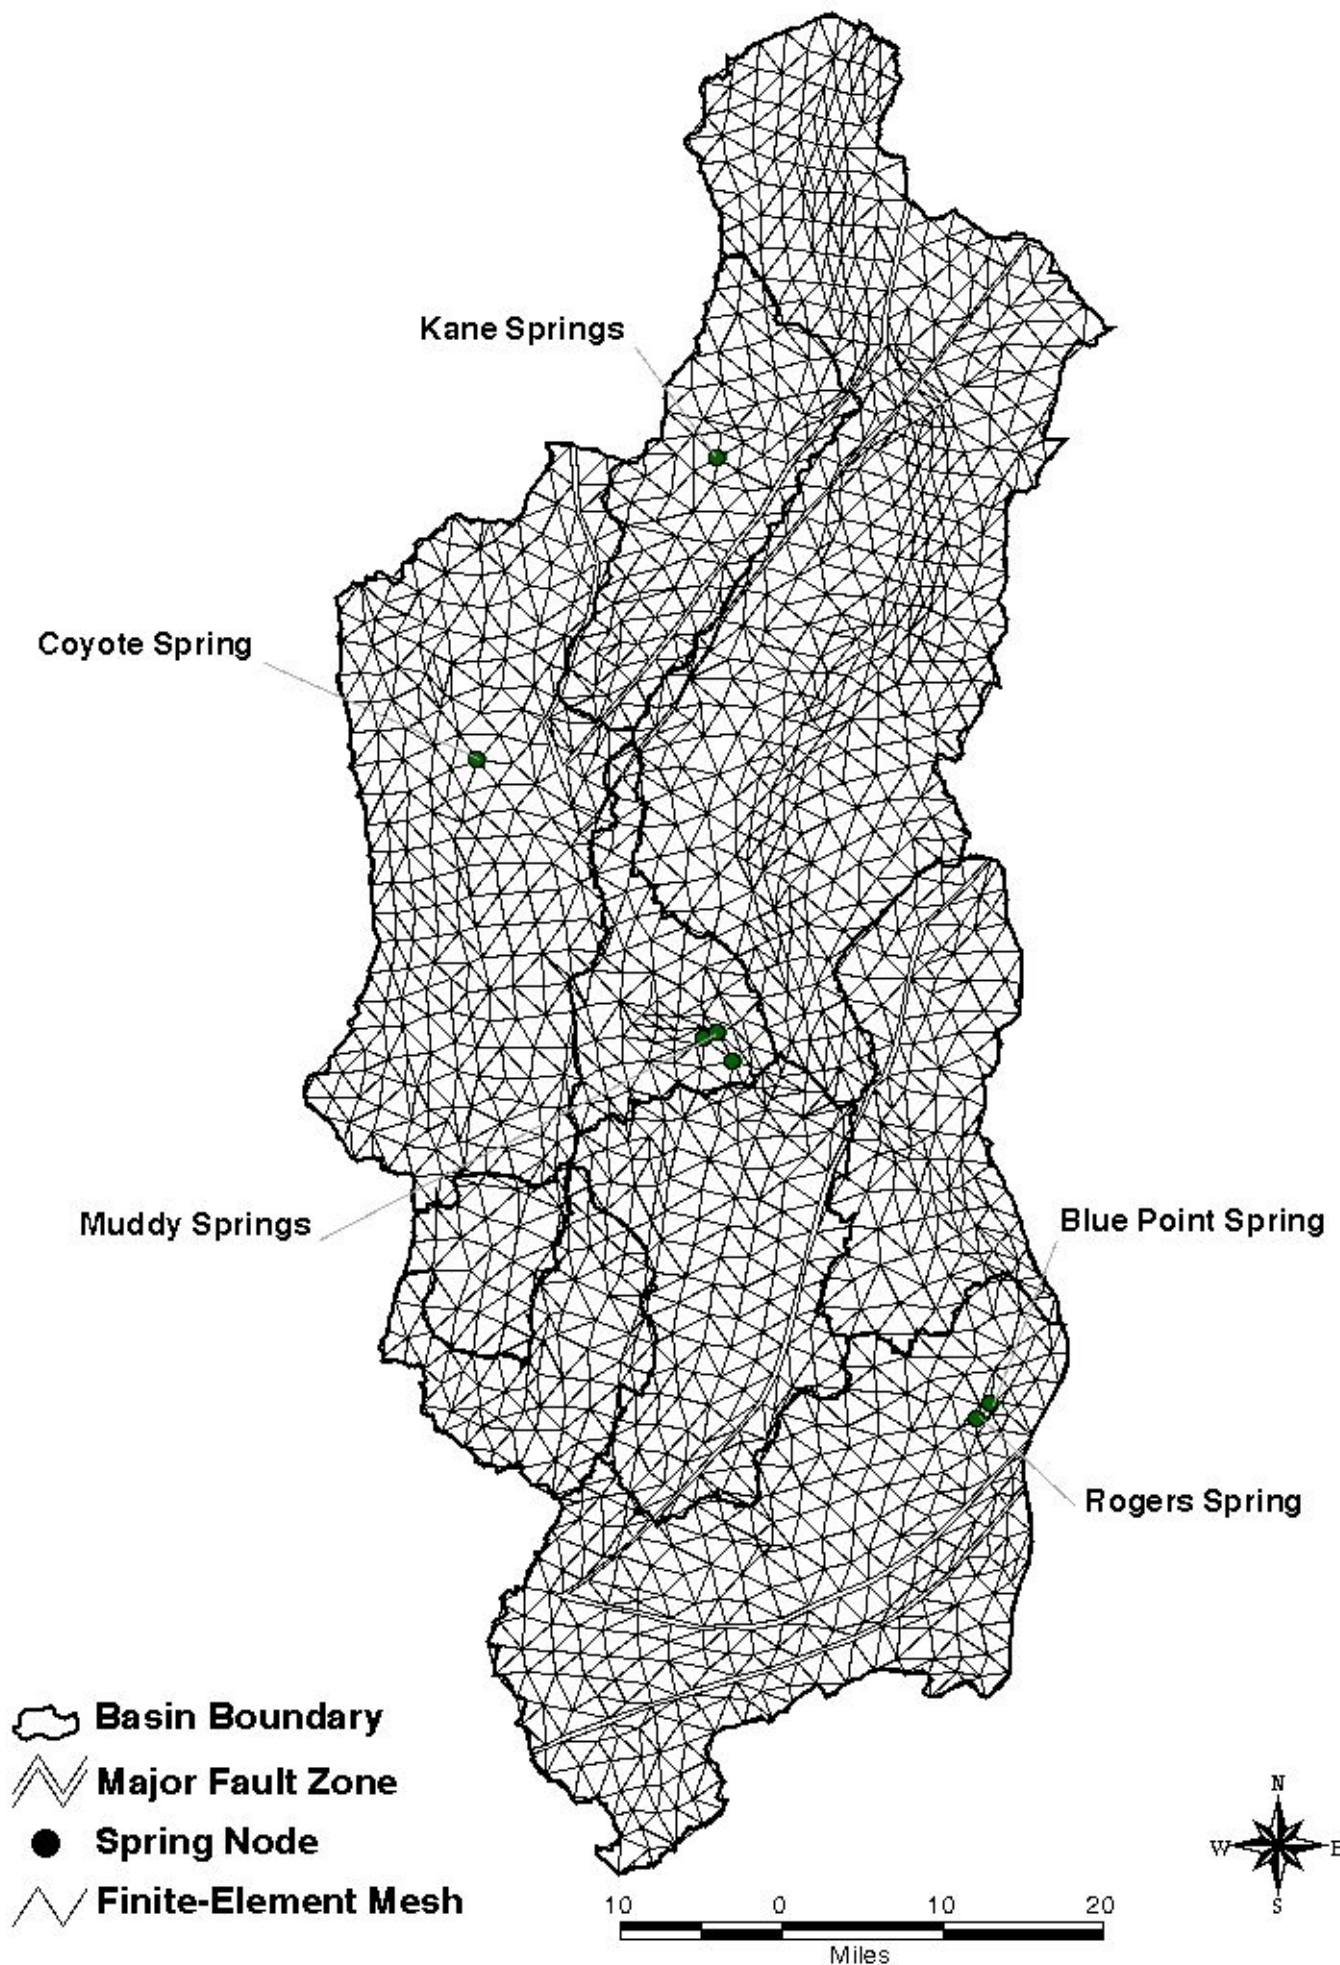 Kane Springs
Coyote Spring
Muddy Springs
Blue Point Spring
Rogers Spring
Basin Boundary
Major Fault Zone
Spring Node
Finite-Element Mesh
10 0 10 20
Miles
N
W E
S